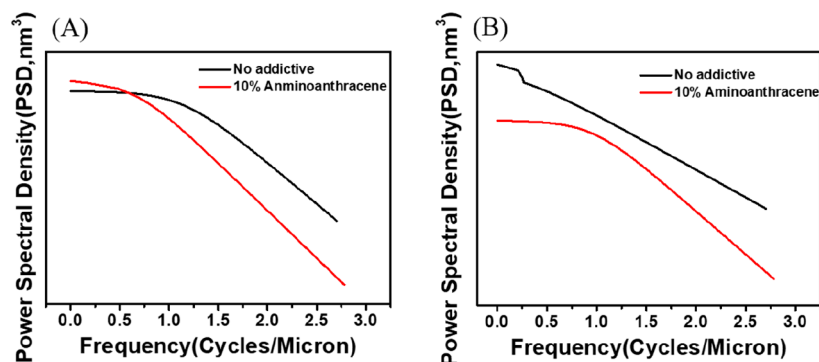 (A)
No addictive
10% Anminoanthracene
Power Spectral Density(PSD,nm³)
0.0 0.5 1.0 1.5 2.0 2.5 3.0
Frequency(Cycles/Micron)
(B)
No addictive
10% Aminoanthracene
Power Spectral Density(PSD,nm³)
0.0 0.5 1.0 1.5 2.0 2.5 3.0
Frequency(Cycles/Micron)